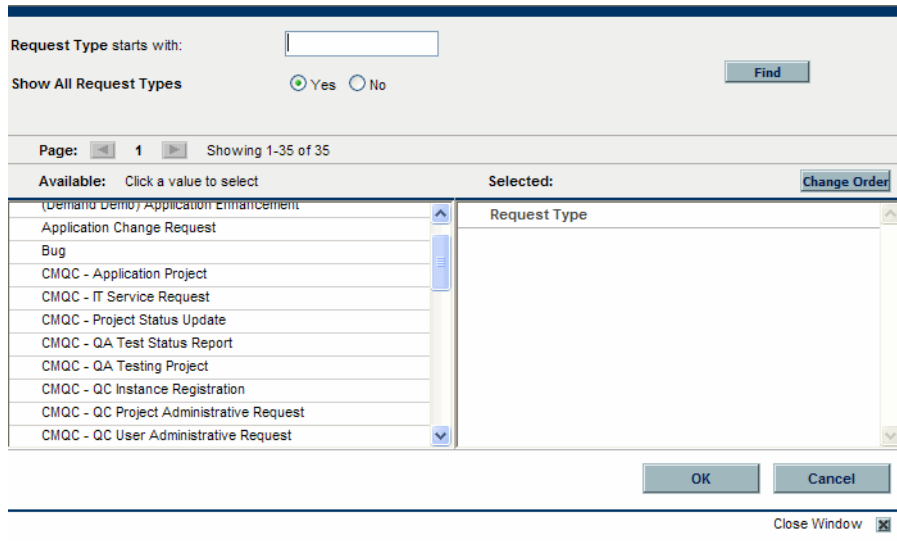 Request Type starts with:
Show All Request Types
Yes No
Find
Page: 1 Showing 1-35 of 35
Available: Click a value to select
Selected:
Change Order
(Demand Demo) Application Enhancement
Request Type
Application Change Request
Bug
CMQC - Application Project
CMQC - IT Service Request
CMQC - Project Status Update
CMQC - QA Test Status Report
CMQC - QA Testing Project
CMQC - QC Instance Registration
CMQC - QC Project Administrative Request
CMQC - QC User Administrative Request
OK
Cancel
Close Window